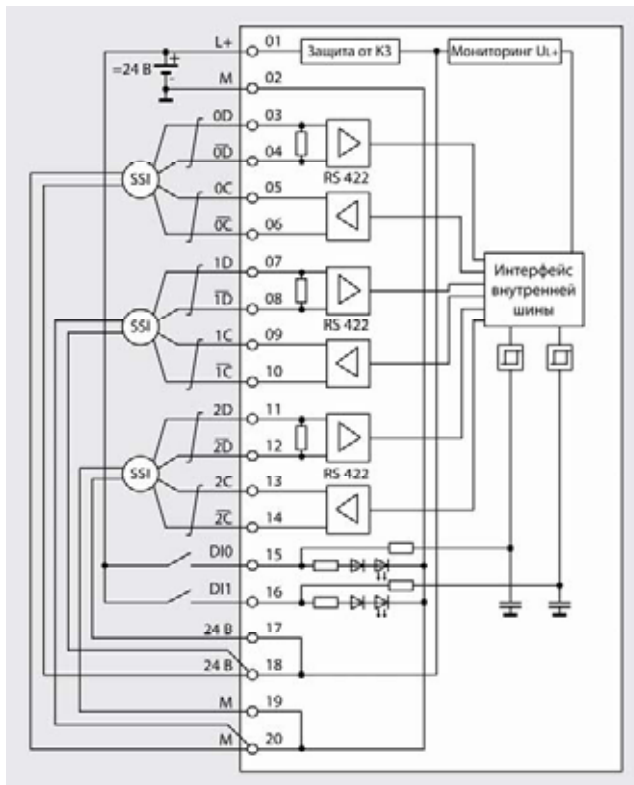 L+ 01 Защита от КЗ Мониторинг UL+
=24 В + -
M 02
0D 03
0D̅ 04
RS 422
SSI
0C 05
0C̅ 06
1D 07
Интерфейс
внутренней
шины
1D̅ 08
RS 422
SSI
1C 09
1C̅ 10
2D 11
2D̅ 12
RS 422
SSI
2C 13
2C̅ 14
DI0 15
DI1 16
24 В 17
24 В 18
M 19
M 20